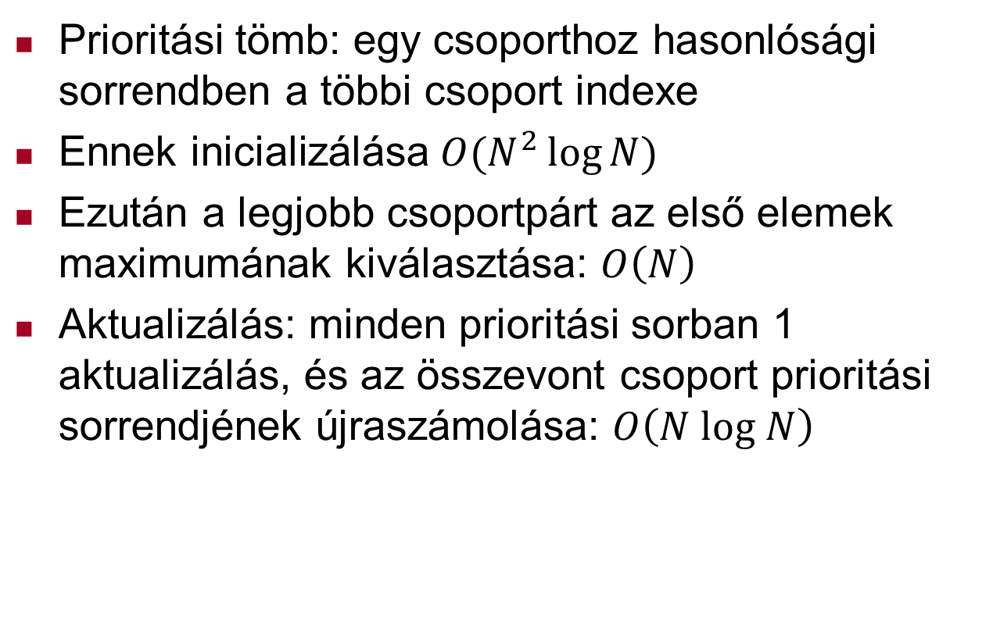 ▪ Prioritási tömb: egy csoporthoz hasonlósági
sorrendben a többi csoport indexe
▪ Ennek inicializálása O(N² log N)
▪ Ezután a legjobb csoportpárt az első elemek
maximumának kiválasztása: O(N)
▪ Aktualizálás: minden prioritási sorban 1
aktualizálás, és az összevont csoport prioritási
sorrendjének újraszámolása: O(N log N)